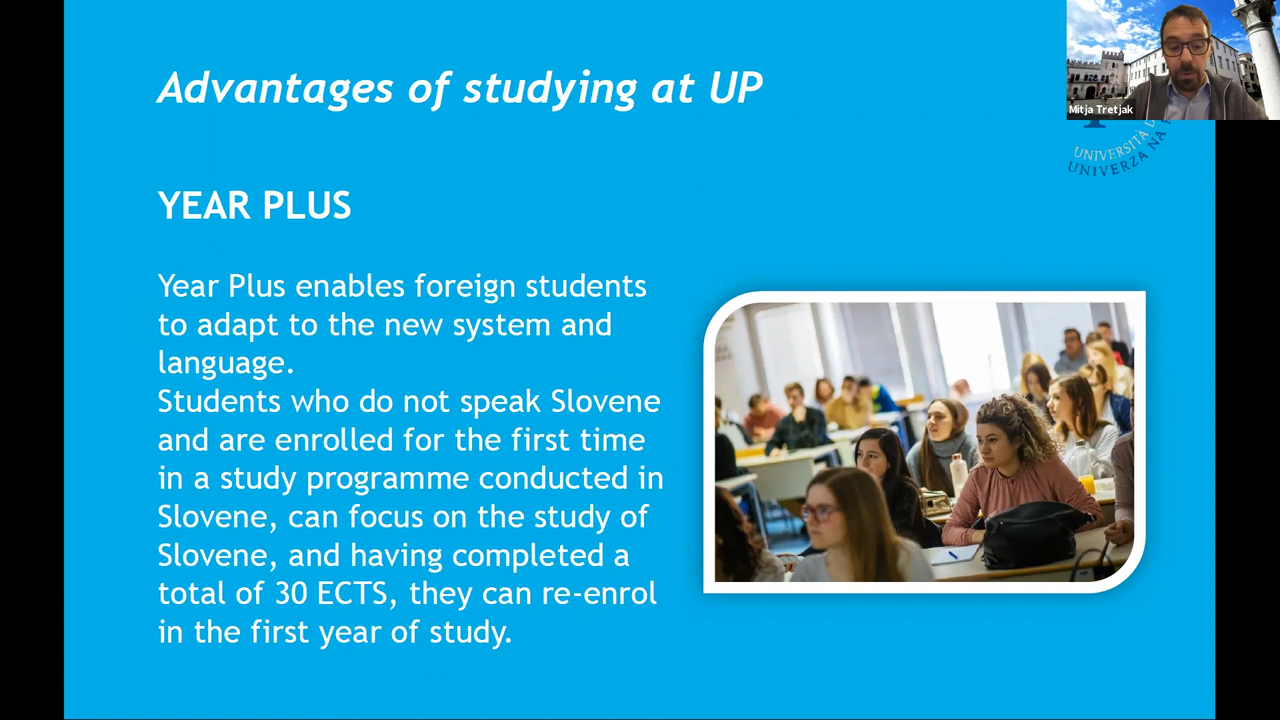 Advantages of studying at UP
Mitja Tretjak
UNIVERSITÀ
UNIVERZA NA
YEAR PLUS
Year Plus enables foreign students
to adapt to the new system and
language.
Students who do not speak Slovene
and are enrolled for the first time
in a study programme conducted in
Slovene, can focus on the study of
Slovene, and having completed a
total of 30 ECTS, they can re-enrol
in the first year of study.